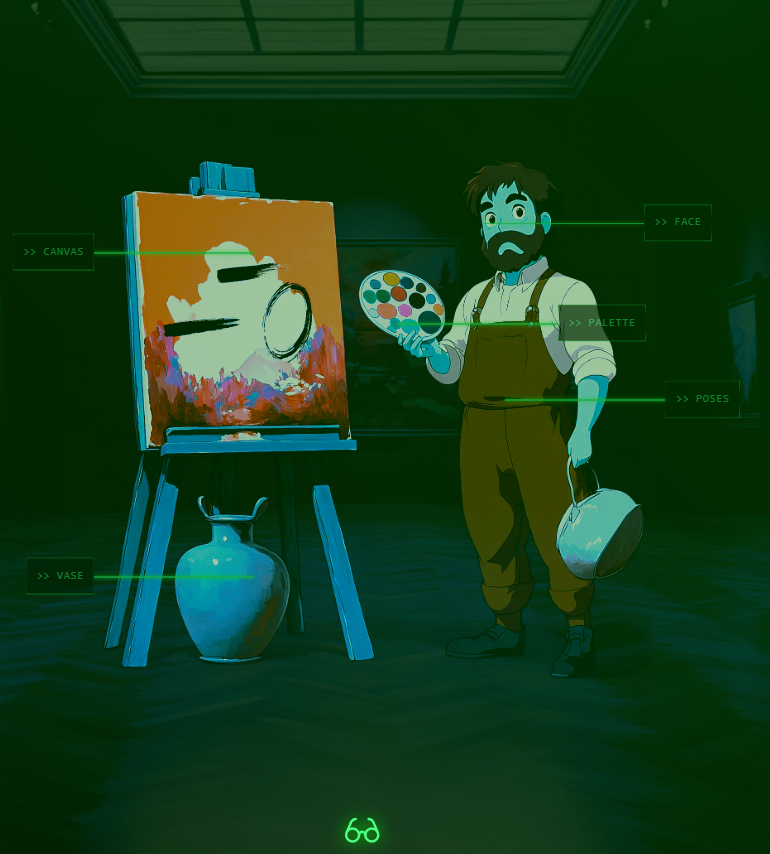 >> FACE
>> CANVAS
>> PALETTE
>> POSES
>> VASE